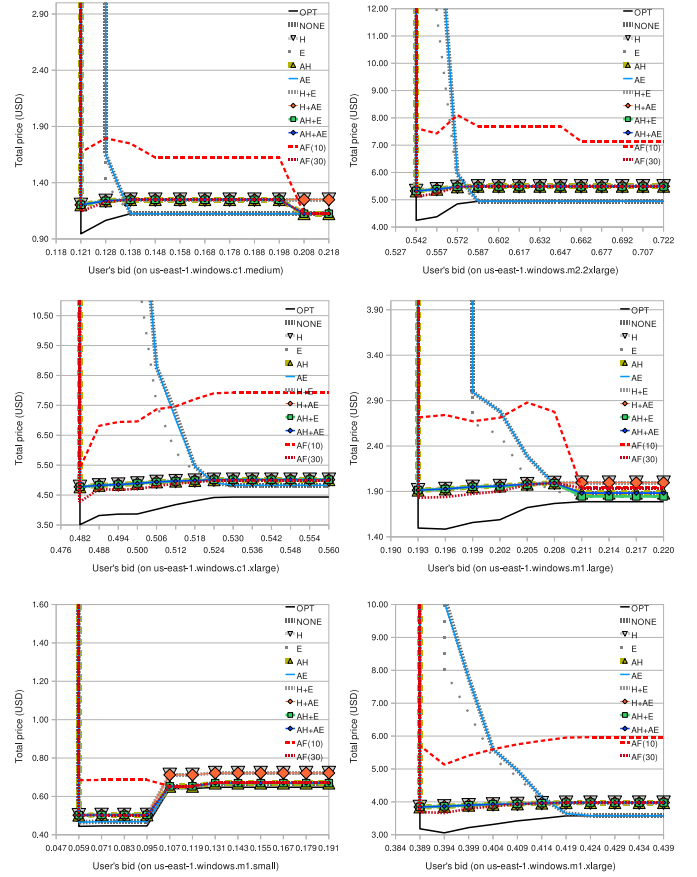 2.90
2.40
1.90
1.40
0.90
Total price (USD)
0.118 0.121 0.128 0.138 0.148 0.158 0.168 0.178 0.188 0.198 0.208 0.218
User's bid (on us-east-1.windows.c1.medium)
OPT
NONE
H
E
AH
AE
H+E
H+AE
AH+E
AH+AE
AF(10)
AF(30)
12.00
11.00
10.00
9.00
8.00
7.00
6.00
5.00
4.00
Total price (USD)
0.542 0.572 0.602 0.632 0.662 0.692 0.722
0.527 0.557 0.587 0.617 0.647 0.677 0.707
User's bid (on us-east-1.windows.m2.2xlarge)
OPT
NONE
H
E
AH
AE
H+E
H+AE
AH+E
AH+AE
AF(10)
AF(30)
10.50
9.50
8.50
7.50
6.50
5.50
4.50
3.50
Total price (USD)
0.482 0.494 0.506 0.518 0.530 0.542 0.554
0.476 0.488 0.500 0.512 0.524 0.536 0.548 0.560
User's bid (on us-east-1.windows.c1.xlarge)
OPT
NONE
H
E
AH
AE
H+E
H+AE
AH+E
AH+AE
AF(10)
AF(30)
3.90
3.40
2.90
2.40
1.90
1.40
Total price (USD)
0.190 0.193 0.196 0.199 0.202 0.205 0.208 0.211 0.214 0.217 0.220
User's bid (on us-east-1.windows.m1.large)
OPT
NONE
H
E
AH
AE
H+E
H+AE
AH+E
AH+AE
AF(10)
AF(30)
1.60
1.40
1.20
1.00
0.80
0.60
0.40
Total price (USD)
0.047 0.059 0.071 0.083 0.095 0.107 0.119 0.131 0.143 0.155 0.167 0.179 0.191
User's bid (on us-east-1.windows.m1.small)
OPT
NONE
H
E
AH
AE
H+E
H+AE
AH+E
AH+AE
AF(10)
AF(30)
10.00
9.00
8.00
7.00
6.00
5.00
4.00
3.00
Total price (USD)
0.384 0.389 0.394 0.399 0.404 0.409 0.414 0.419 0.424 0.429 0.434 0.439
User's bid (on us-east-1.windows.m1.xlarge)
OPT
NONE
H
E
AH
AE
H+E
H+AE
AH+E
AH+AE
AF(10)
AF(30)